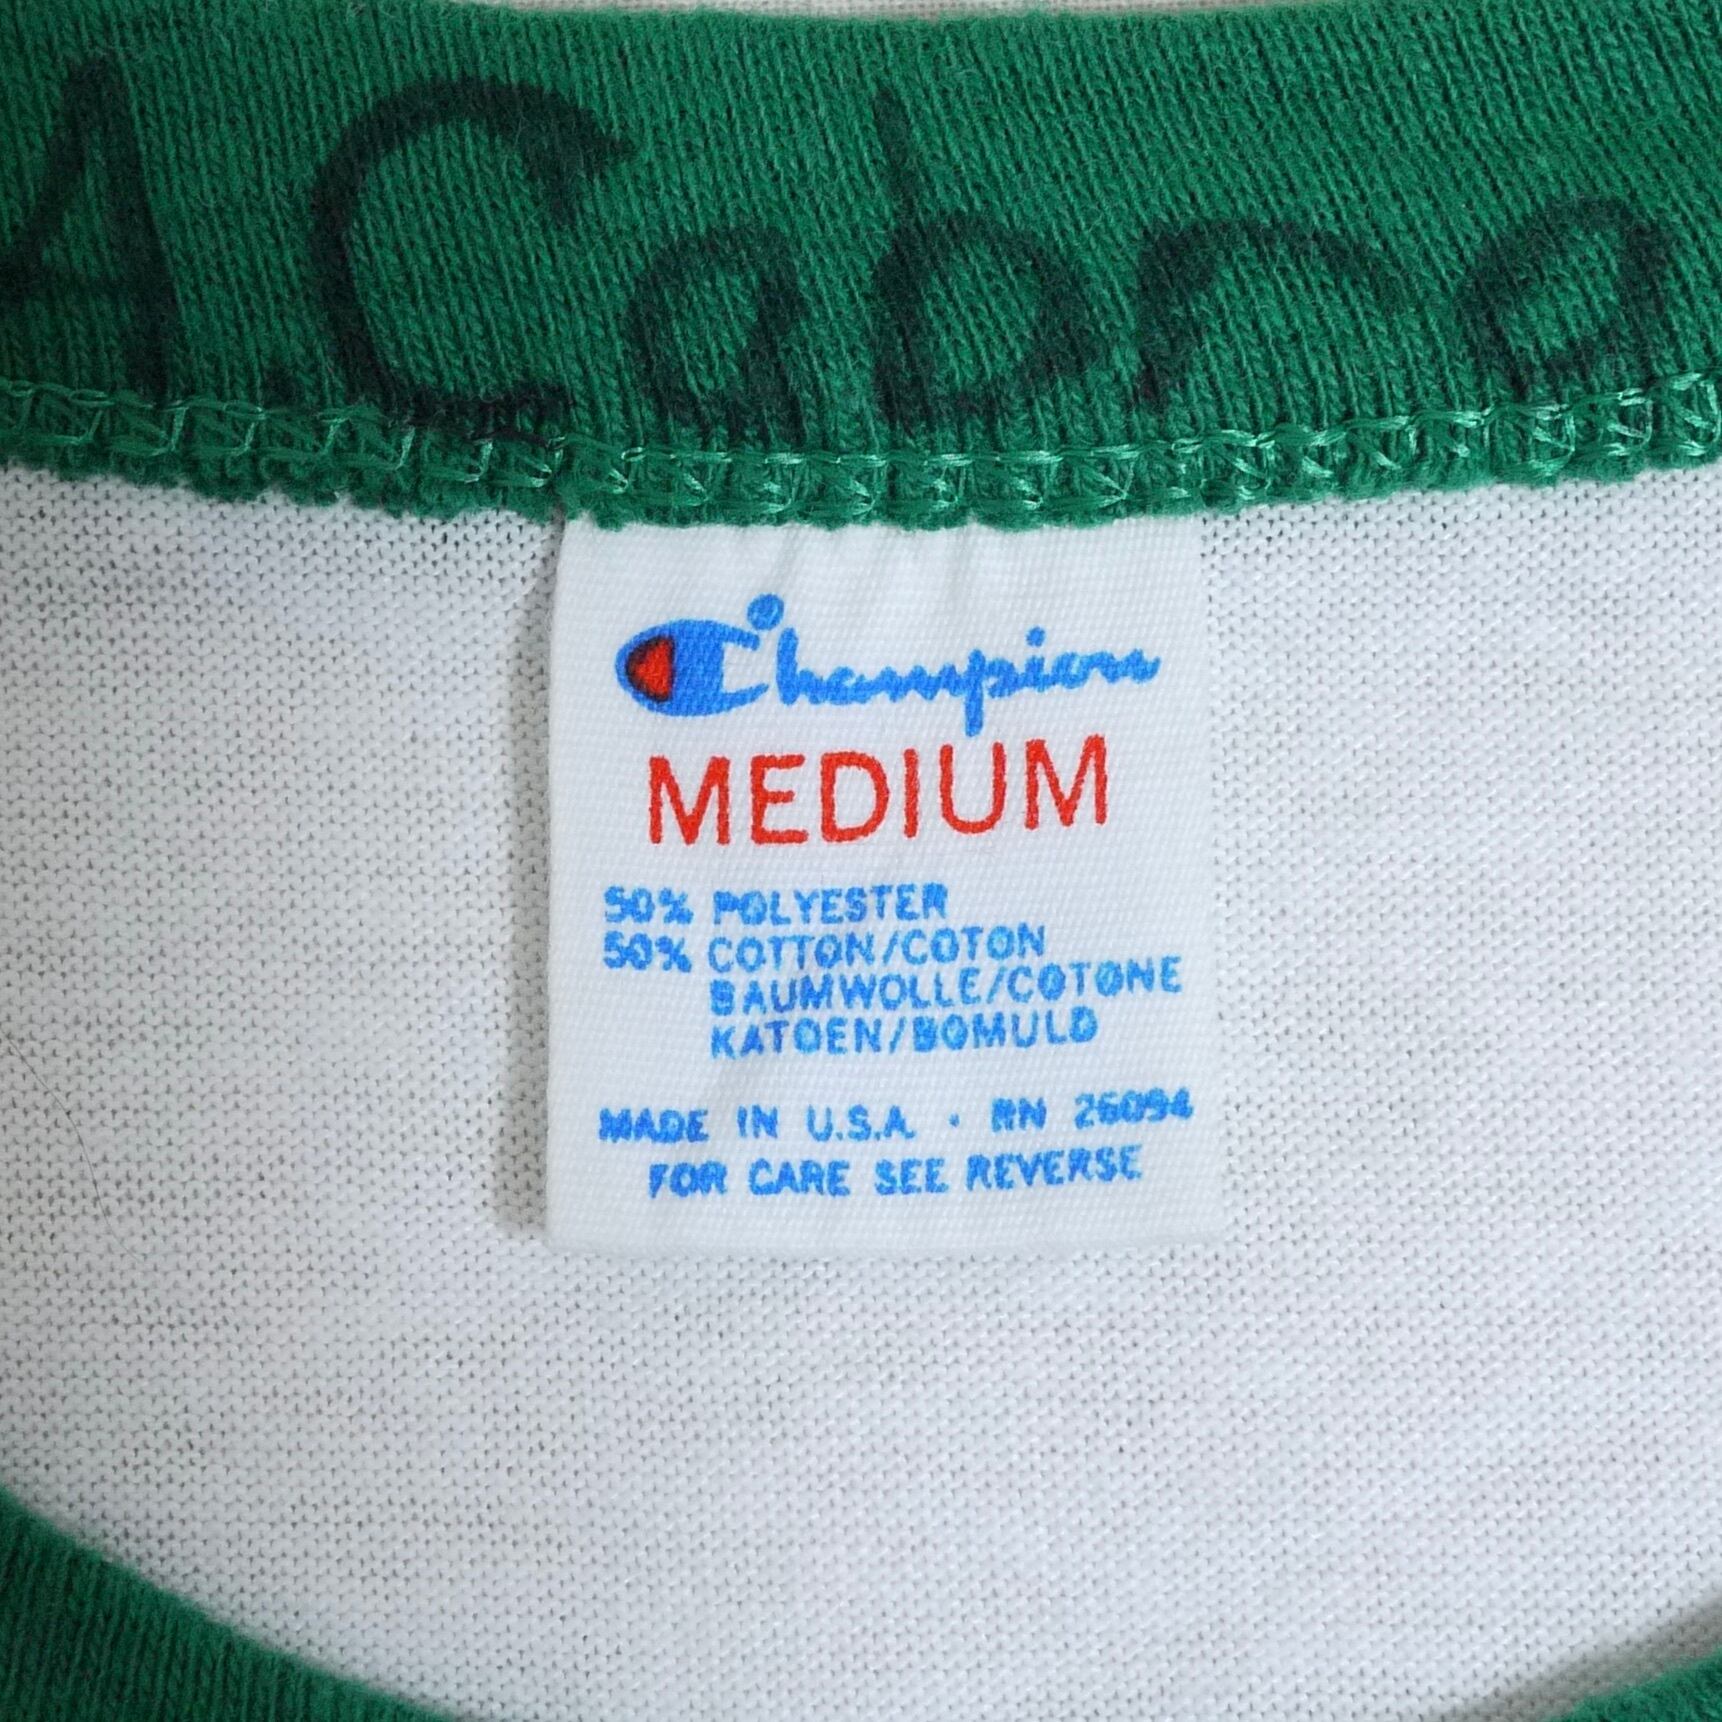 A. Cabra
Champion
MEDIUM
50% POLYESTER
50% COTTON/COTON
BAUMWOLLE/COTONE
KATOEN/BOMULD
MADE IN U.S.A. · RN 26094
FOR CARE SEE REVERSE